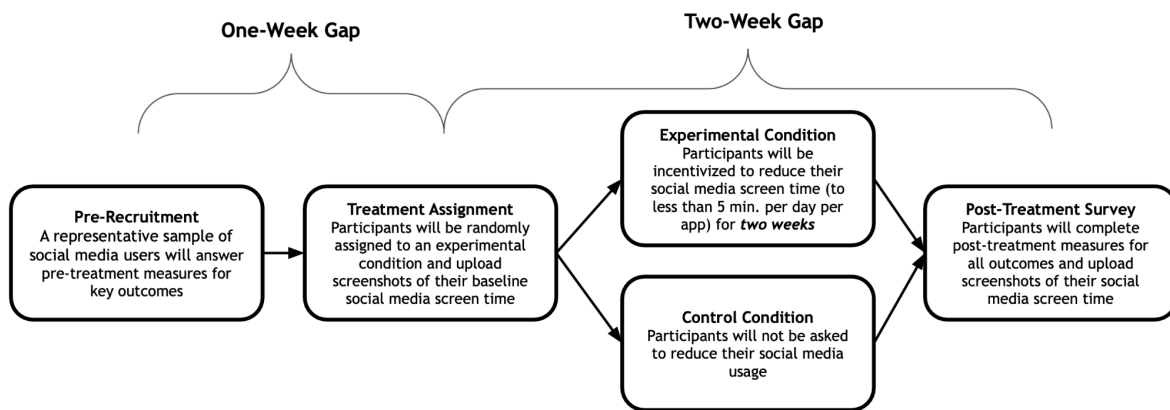 One-Week Gap
Two-Week Gap
Pre-Recruitment
A representative sample of
social media users will answer
pre-treatment measures for
key outcomes
Treatment Assignment
Participants will be randomly
assigned to an experimental
condition and upload
screenshots of their baseline
social media screen time
Experimental Condition
Participants will be
incentivized to reduce their
social media screen time (to
less than 5 min. per day per
app) for two weeks
Control Condition
Participants will not be asked
to reduce their social media
usage
Post-Treatment Survey
Participants will complete
post-treatment measures for
all outcomes and upload
screenshots of their social
media screen time